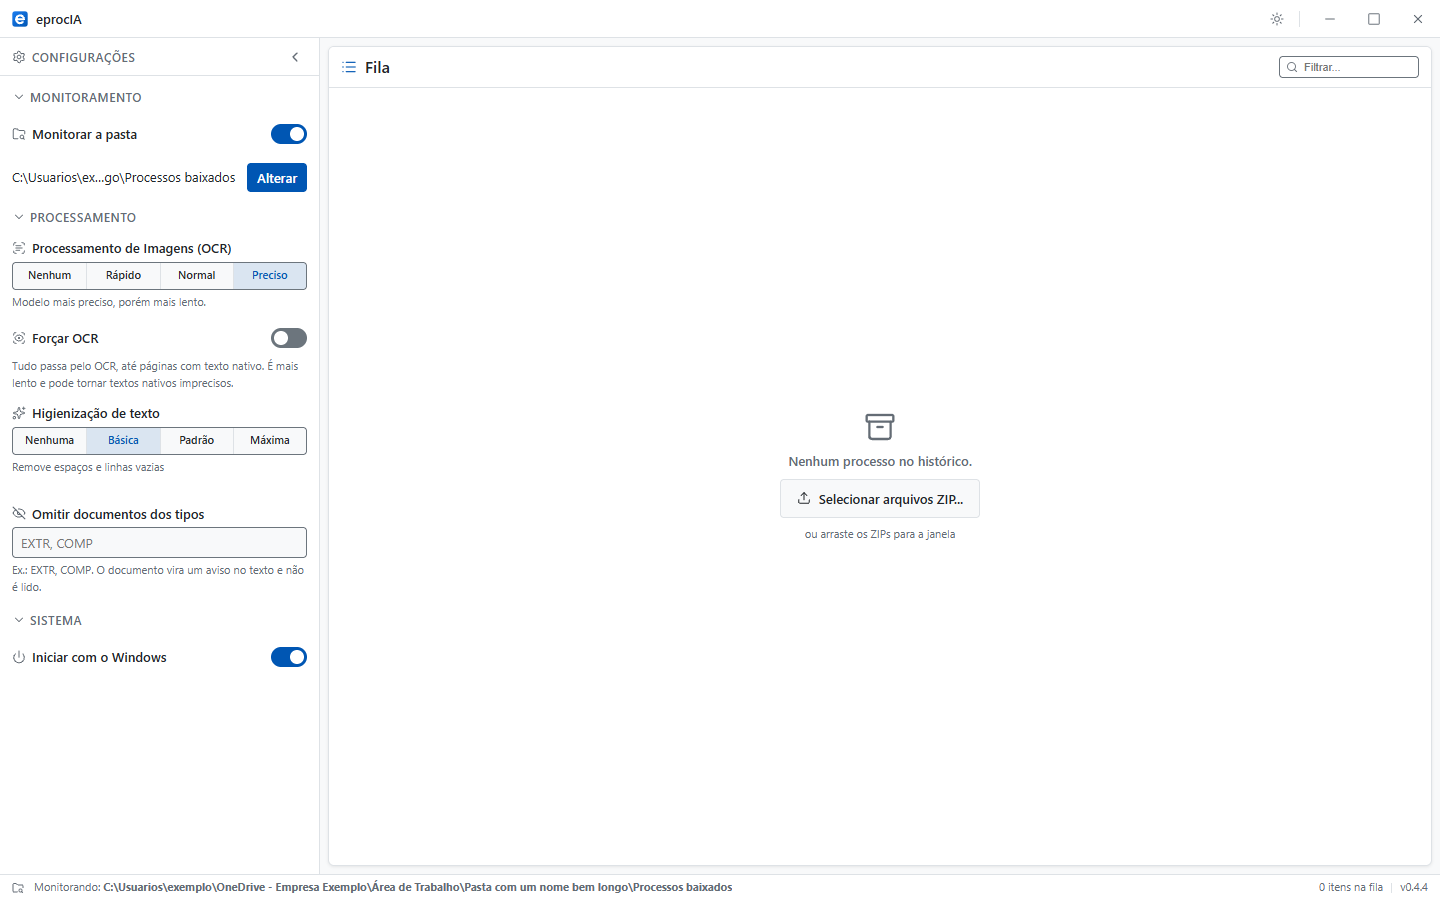 eprocIA
CONFIGURAÇÕES
MONITORAMENTO
Monitorar a pasta
C:\Usuarios\ex...go\Processos baixados
Alterar
PROCESSAMENTO
Processamento de Imagens (OCR)
Nenhum Rápido Normal Preciso
Modelo mais preciso, porém mais lento.
Forçar OCR
Tudo passa pelo OCR, até páginas com texto nativo. É mais
lento e pode tornar textos nativos imprecisos.
Higienização de texto
Nenhuma Básica Padrão Máxima
Remove espaços e linhas vazias
Omitir documentos dos tipos
EXTR, COMP
Ex.: EXTR, COMP. O documento vira um aviso no texto e não
é lido.
SISTEMA
Iniciar com o Windows
Fila
Filtrar...
Nenhum processo no histórico.
Selecionar arquivos ZIP...
ou arraste os ZIPs para a janela
Monitorando: C:\Usuarios\exemplo\OneDrive - Empresa Exemplo\Área de Trabalho\Pasta com um nome bem longo\Processos baixados
0 itens na fila
v0.4.4